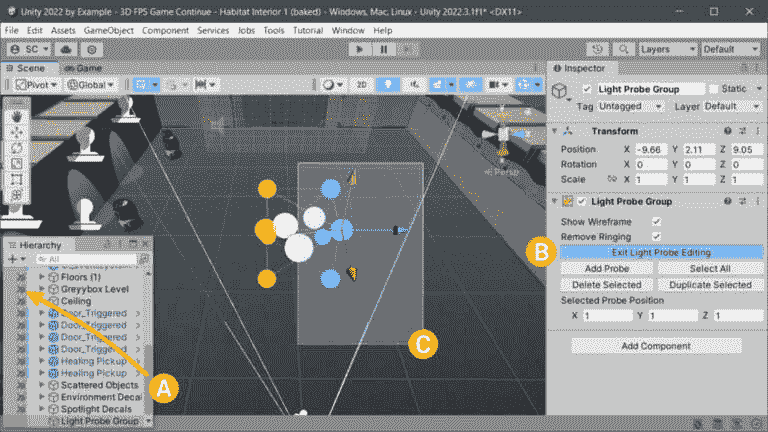 Unity 2022 by Example - 3D FPS Game Continue - Habitat Interior 1 (baked) - Windows, Mac, Linux - Unity 2022.3.1f1* <DX11>
File Edit Assets GameObject Component Services Jobs Tools Tutorial Window Help
SC Layers Default
Scene Game
Pivot Global 2D
Persp
Hierarchy
All
Floors (1)
Greyybox Level
Ceiling
Door_Triggered
Door_Triggered
Door_Triggered
Door_Triggered
Healing Pickup
Healing Pickup
Scattered Objects
Environment Decal
Spotlight Decals
Light Probe Group
A
B
C
Inspector
Light Probe Group Static
Tag Untagged Layer Default
Transform
Position X -9.66 Y 2.11 Z 9.05
Rotation X 0 Y 0 Z 0
Scale X 1 Y 1 Z 1
Light Probe Group
Show Wireframe
Remove Ringing
Exit Light Probe Editing
Add Probe Select All
Delete Selected Duplicate Selected
Selected Probe Position
X 1 Y 1 Z 1
Add Component